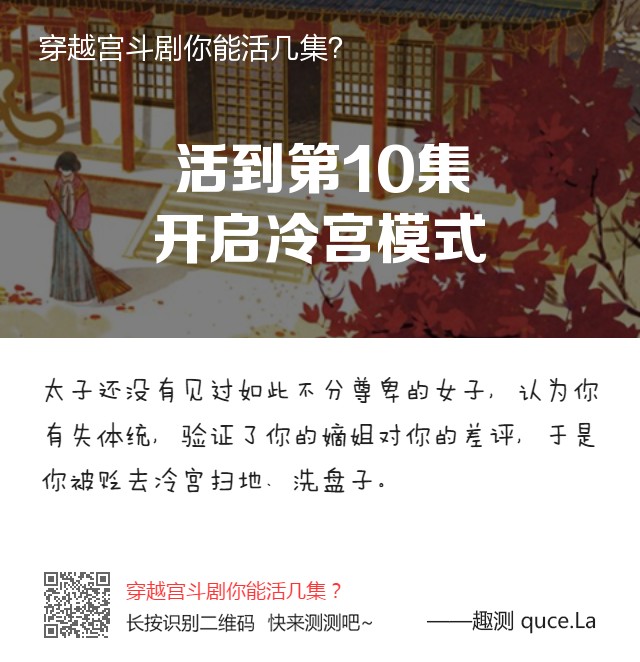 穿越宫斗剧你能活几集？
活到第10集
开启冷宫模式
太子还没有见过如此不分尊卑的女子，认为你
有失体统，验证了你的嫡姐对你的差评，于是
你被贬去冷宫扫地、洗盘子。
穿越宫斗剧你能活几集？
长按识别二维码 快来测测吧~
——趣测 quce.La